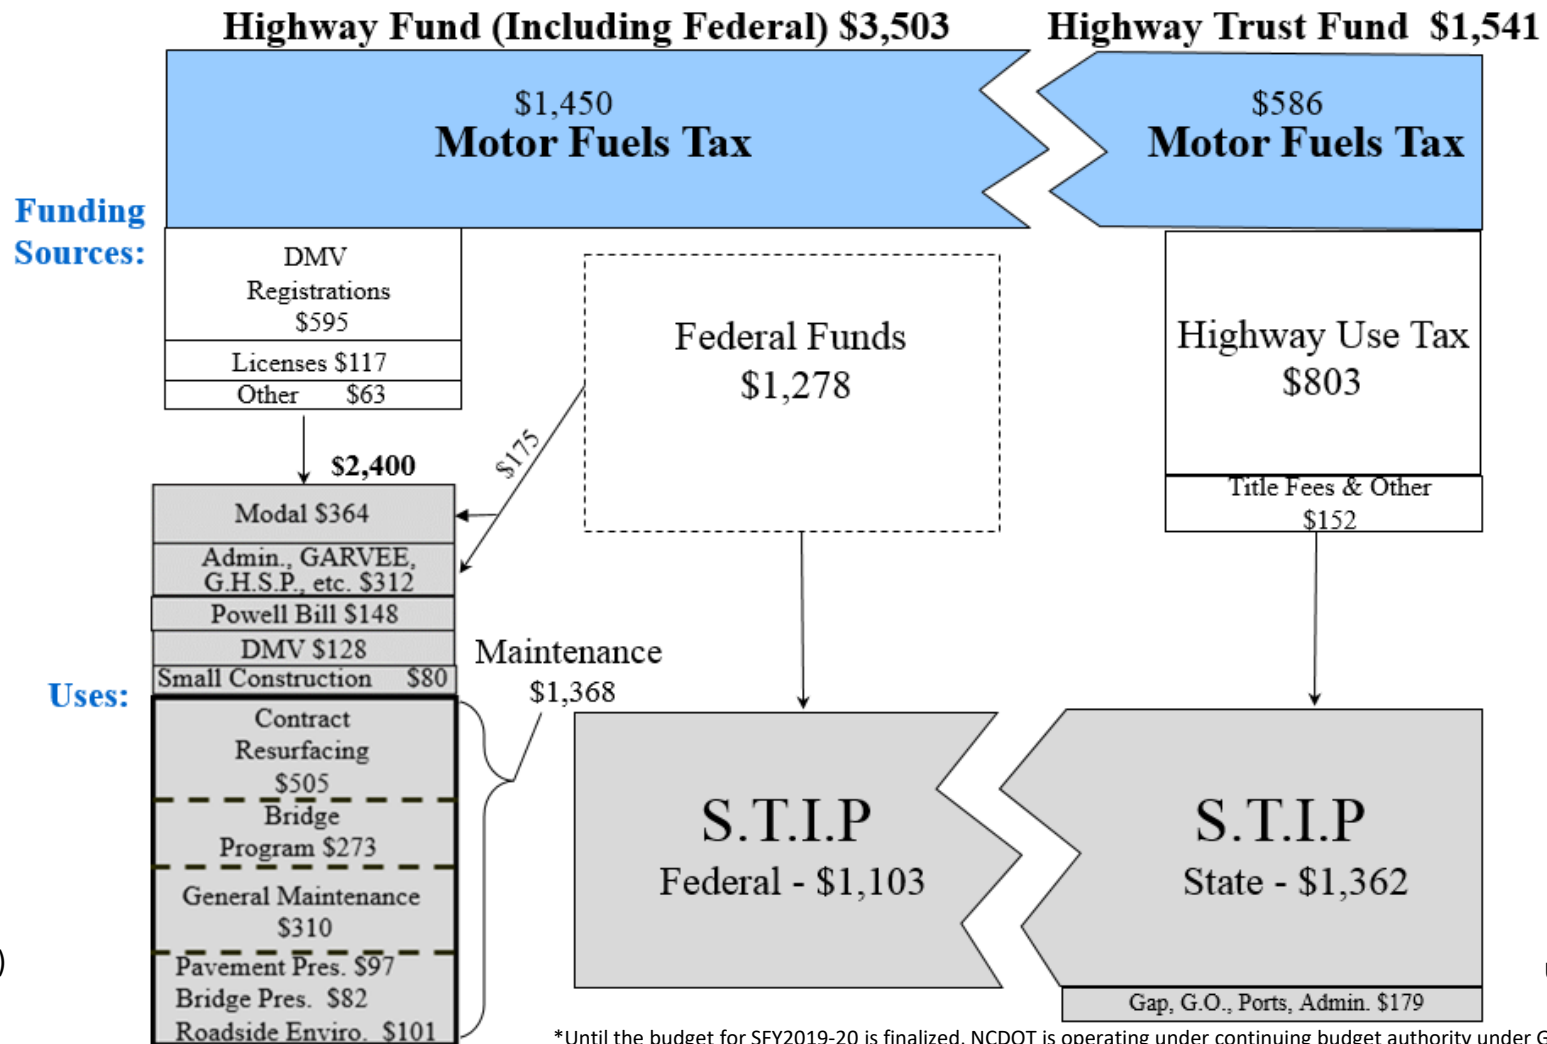 Highway Fund (Including Federal) $3,503
Highway Trust Fund $1,541
$1,450
Motor Fuels Tax
$586
Motor Fuels Tax
Funding
Sources:
DMV
Registrations
$595
Licenses $117
Other $63
Federal Funds
$1,278
Highway Use Tax
$803
Title Fees & Other
$152
$175
$2,400
Uses:
Modal $364
Admin., GARVEE,
G.H.S.P., etc. $312
Powell Bill $148
DMV $128
Small Construction $80
Maintenance
$1,368
Contract
Resurfacing
$505
Bridge
Program $273
General Maintenance
$310
Pavement Pres. $97
Bridge Pres. $82
Roadside Enviro. $101
S.T.I.P
Federal - $1,103
S.T.I.P
State - $1,362
Gap, G.O., Ports, Admin. $179
)
*Until the budget for SFY2019-20 is finalized, NCDOT is operating under continuing budget authority under G